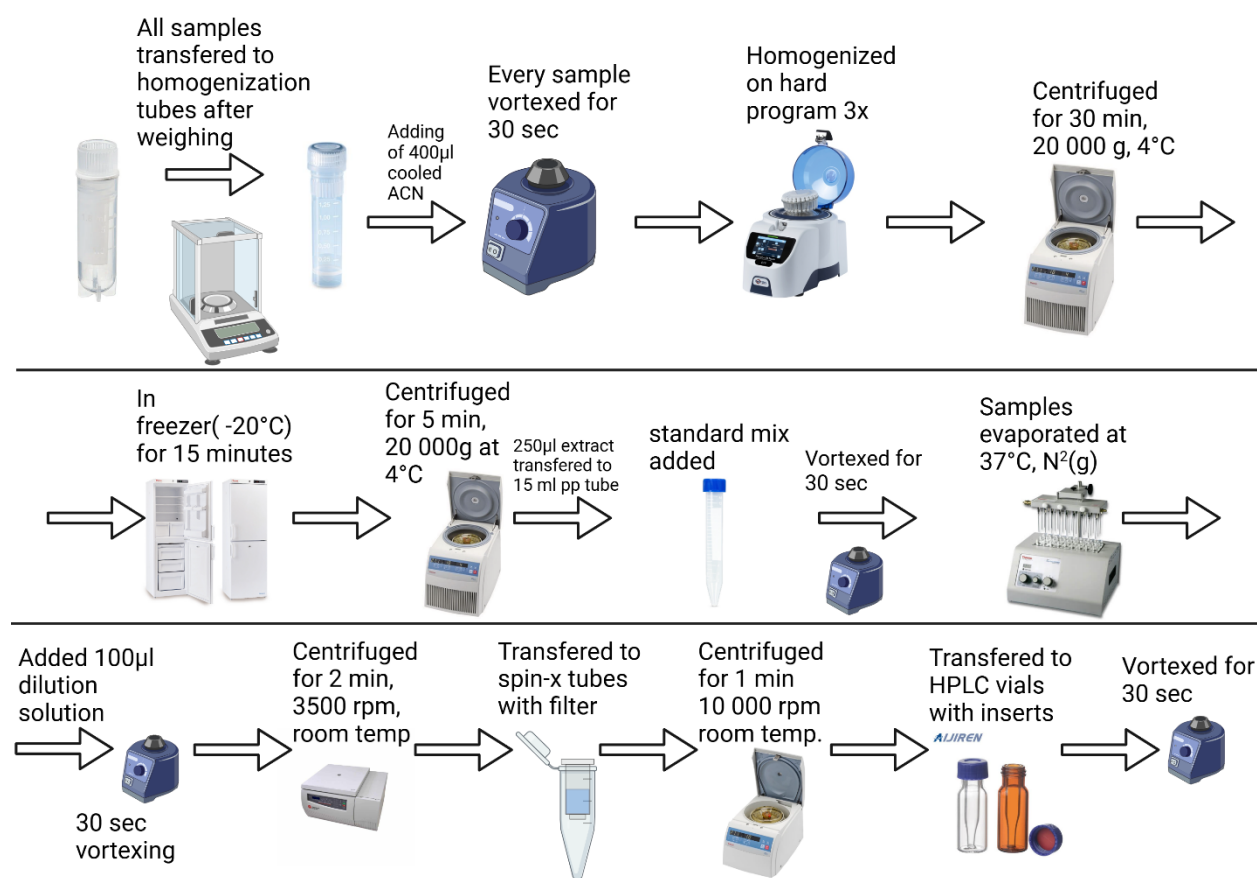 All samples
transfered to
homogenization
tubes after
weighing
Adding
of 400µl
cooled
ACN
Every sample
vortexed for
30 sec
Homogenized
on hard
program 3x
Centrifuged
for 30 min,
20 000 g, 4°C
In
freezer( -20°C)
for 15 minutes
Centrifuged
for 5 min,
20 000g at
4°C
250µl extract
transfered to
15 ml pp tube
standard mix
added
Vortexed for
30 sec
Samples
evaporated at
37°C, N²(g)
Added 100µl
dilution
solution
30 sec
vortexing
Centrifuged
for 2 min,
3500 rpm,
room temp
Transfered to
spin-x tubes
with filter
Centrifuged
for 1 min
10 000 rpm
room temp.
Transfered to
HPLC vials
with inserts
AIJIREN
Vortexed for
30 sec